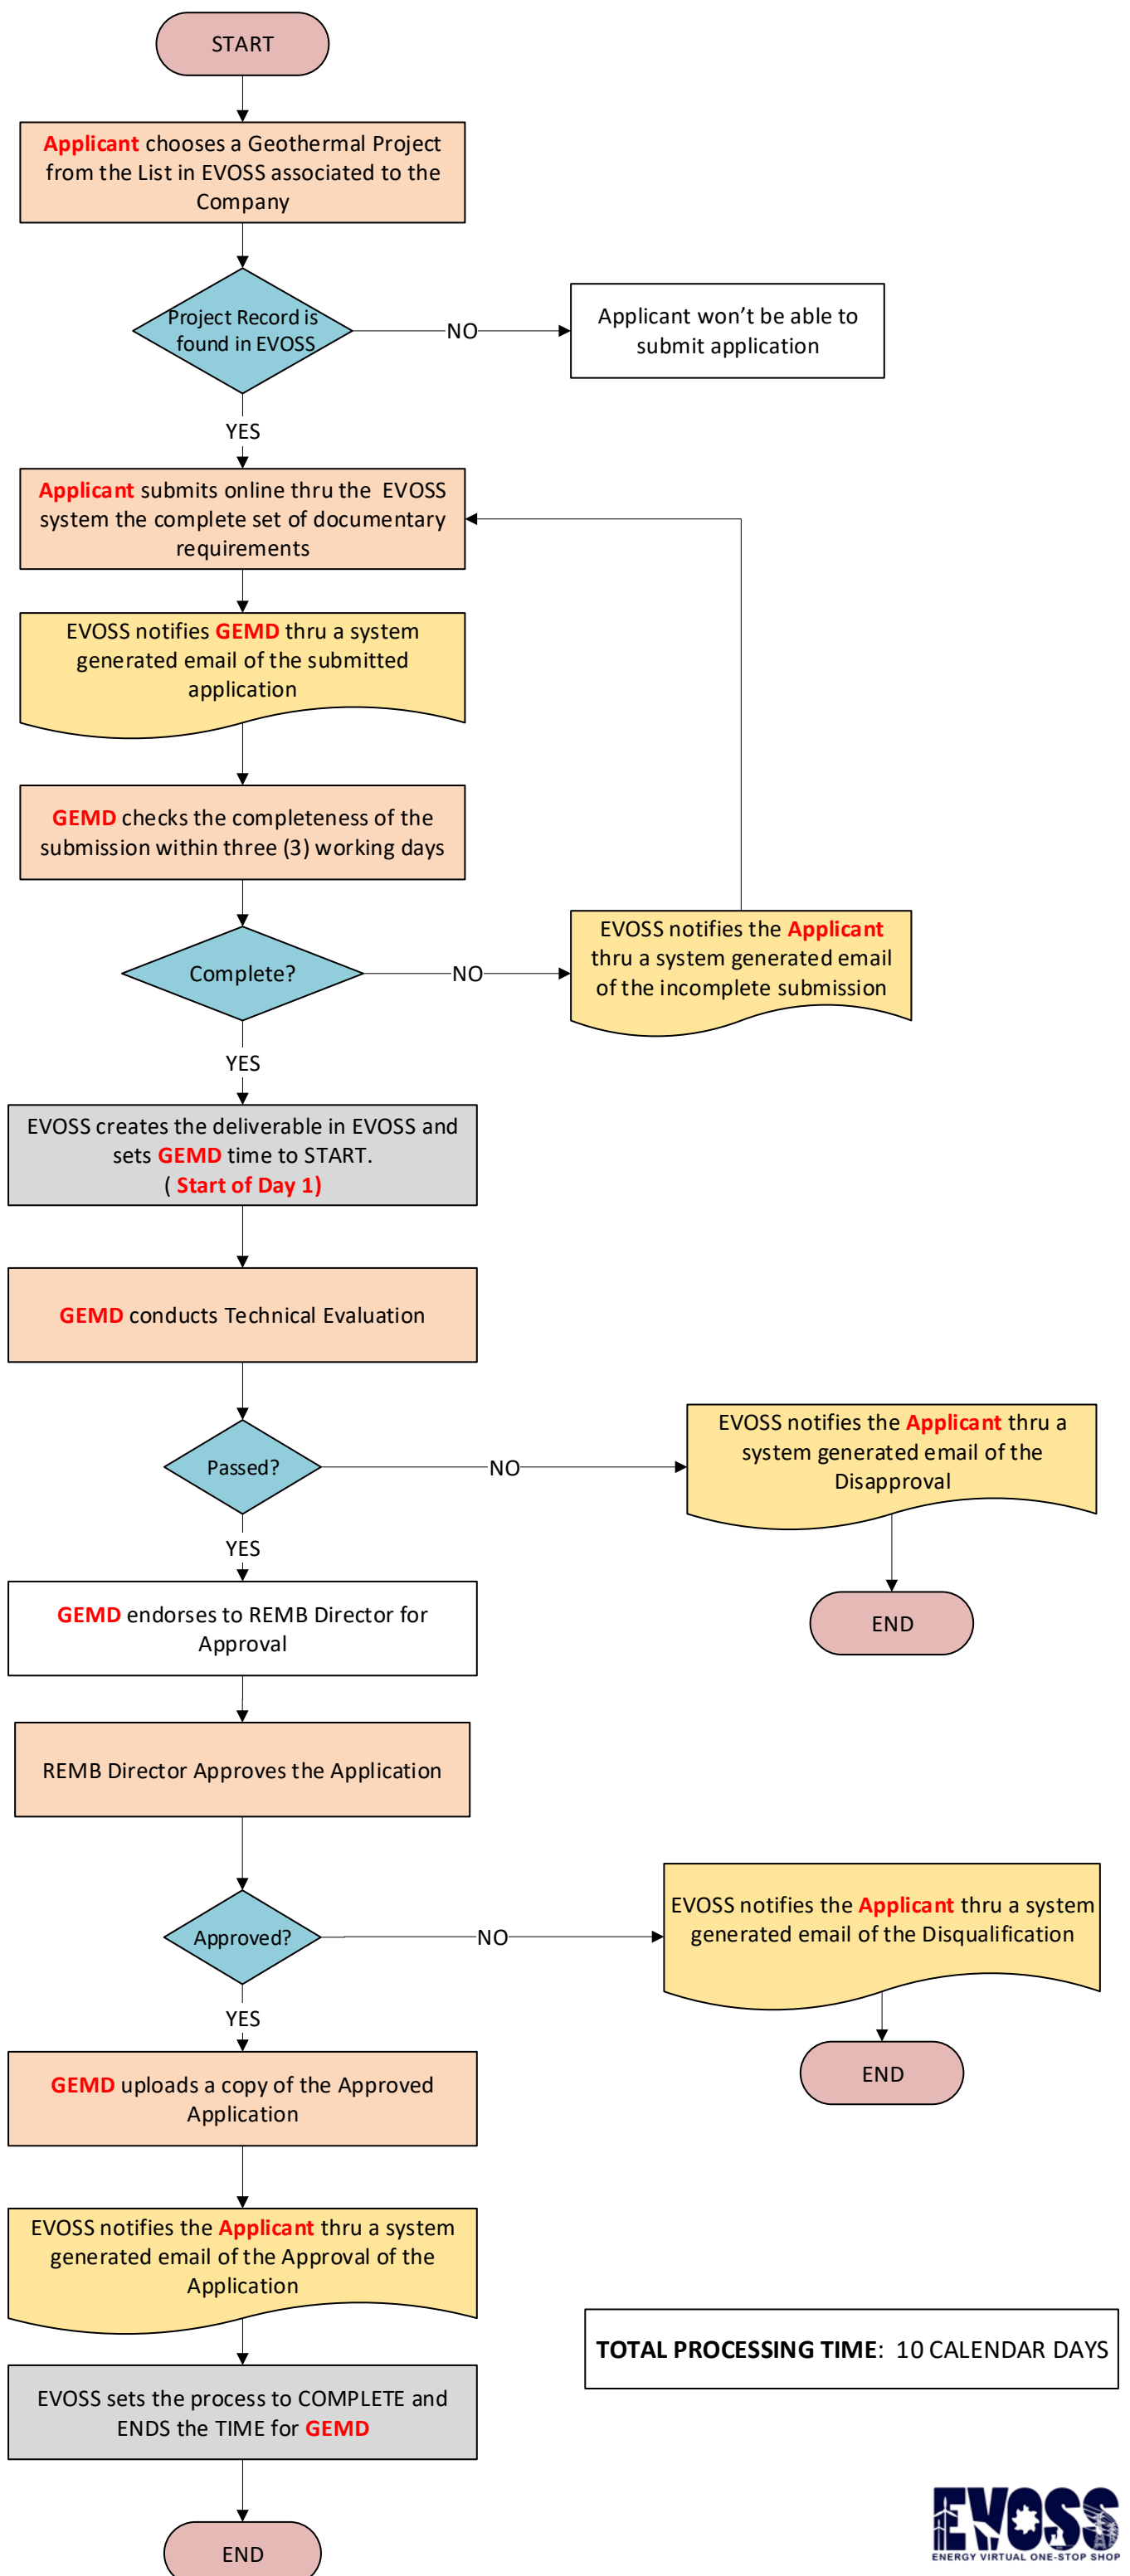 START
Applicant chooses a Geothermal Project
from the List in EVOSS associated to the
Company
Project Record is
found in EVOSS
NO
Applicant won’t be able to
submit application
YES
Applicant submits online thru the EVOSS
system the complete set of documentary
requirements
EVOSS notifies GEMD thru a system
generated email of the submitted
application
GEMD checks the completeness of the
submission within three (3) working days
Complete?
NO
EVOSS notifies the Applicant
thru a system generated email
of the incomplete submission
YES
EVOSS creates the deliverable in EVOSS and
sets GEMD time to START.
( Start of Day 1)
GEMD conducts Technical Evaluation
Passed?
NO
EVOSS notifies the Applicant thru a
system generated email of the
Disapproval
END
YES
GEMD endorses to REMB Director for
Approval
REMB Director Approves the Application
Approved?
NO
EVOSS notifies the Applicant thru a system
generated email of the Disqualification
END
YES
GEMD uploads a copy of the Approved
Application
EVOSS notifies the Applicant thru a system
generated email of the Approval of the
Application
TOTAL PROCESSING TIME: 10 CALENDAR DAYS
EVOSS sets the process to COMPLETE and
ENDS the TIME for GEMD
END
EVOSS
ENERGY VIRTUAL ONE-STOP SHOP